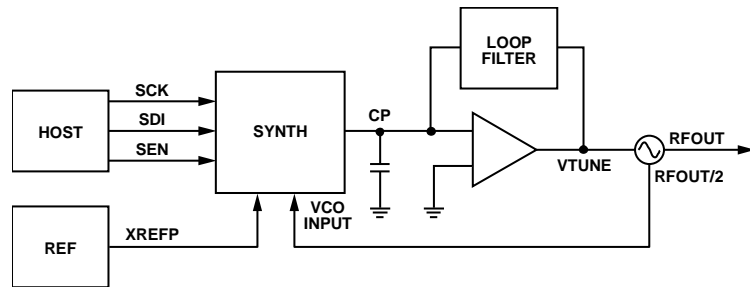 LOOP
FILTER
SCK
HOST
SDI
SEN
SYNTH
CP
VTUNE
RFOUT
RFOUT/2
VCO
INPUT
REF
XREFP